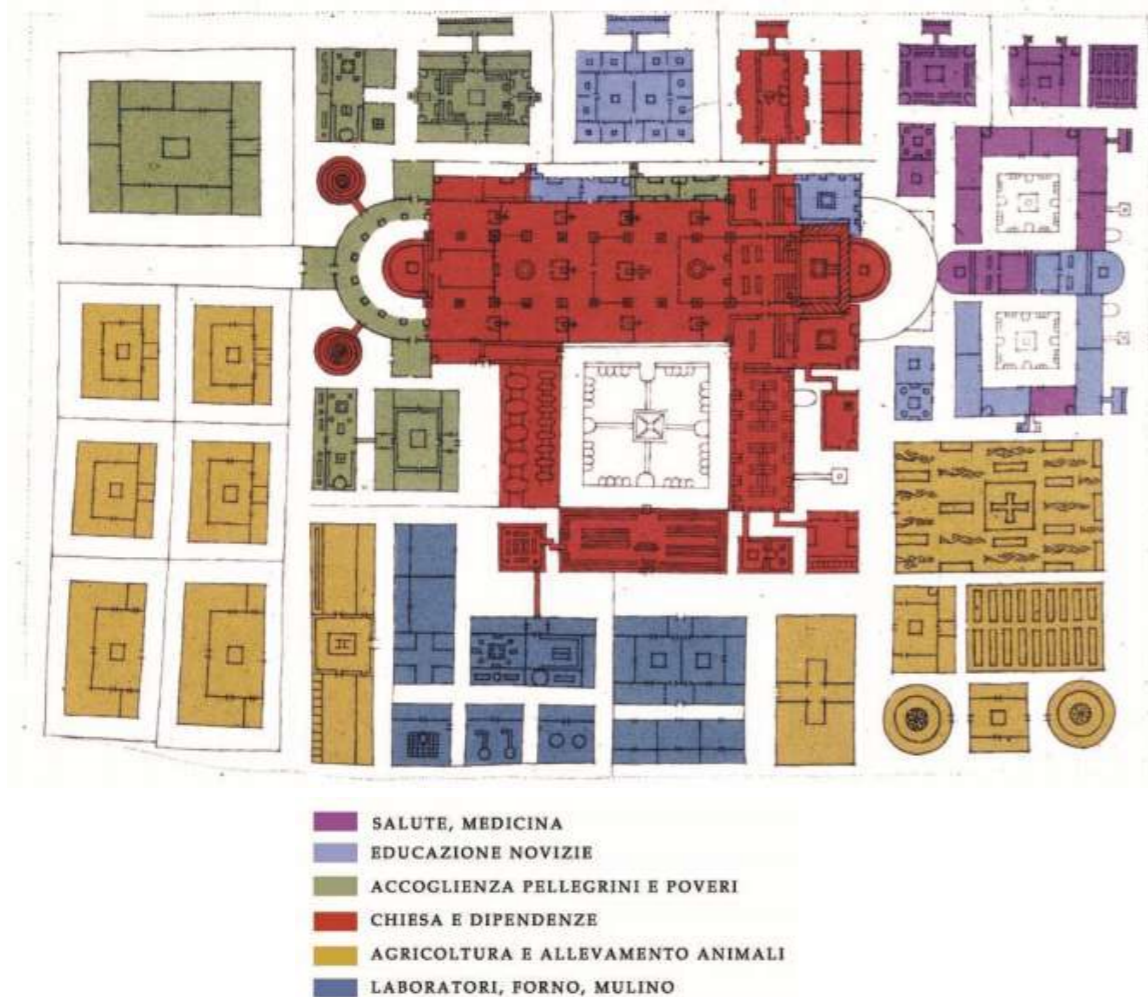 SALUTE, MEDICINA
EDUCAZIONE NOVIZIE
ACCOGLIENZA PELLEGRINI E POVERI
CHIESA E DIPENDENZE
AGRICOLTURA E ALLEVAMENTO ANIMALI
LABORATORI, FORNO, MULINO